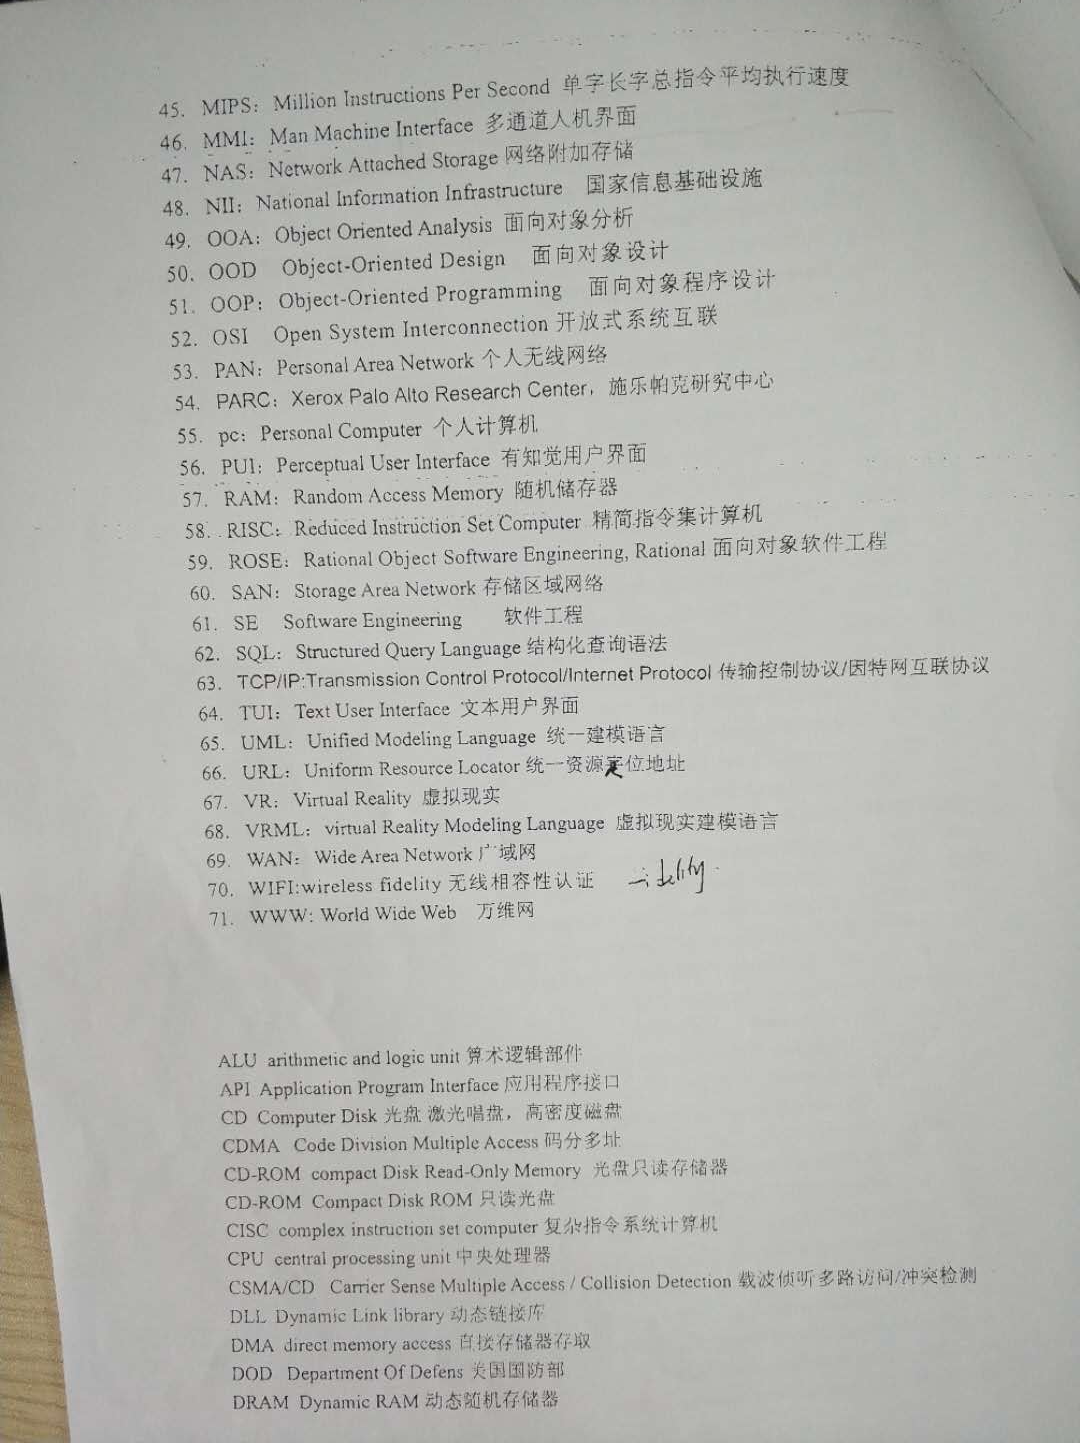 45. MIPS: Million Instructions Per Second 单字长字总指令平均执行速度
46. MMI: Man Machine Interface 多通道人机界面
47. NAS: Network Attached Storage 网络附加存储
48. NII: National Information Infrastructure 国家信息基础设施
49. OOA: Object Oriented Analysis 面向对象分析
50. OOD Object-Oriented Design 面向对象设计
51. OOP: Object-Oriented Programming 面向对象程序设计
52. OSI Open System Interconnection 开放式系统互联
53. PAN: Personal Area Network 个人无线网络
54. PARC: Xerox Palo Alto Research Center, 施乐帕克研究中心
55. pc: Personal Computer 个人计算机
56. PUI: Perceptual User Interface 有知觉用户界面
57. RAM: Random Access Memory 随机储存器
58. RISC: Reduced Instruction Set Computer 精简指令集计算机
59. ROSE: Rational Object Software Engineering, Rational 面向对象软件工程
60. SAN: Storage Area Network 存储区域网络
61. SE Software Engineering 软件工程
62. SQL: Structured Query Language 结构化查询语法
63. TCP/IP:Transmission Control Protocol/Internet Protocol 传输控制协议/因特网互联协议
64. TUI: Text User Interface 文本用户界面
65. UML: Unified Modeling Language 统一建模语言
66. URL: Uniform Resource Locator 统一资源定位地址
67. VR: Virtual Reality 虚拟现实
68. VRML: virtual Reality Modeling Language 虚拟现实建模语言
69. WAN: Wide Area Network 广域网
70. WIFI:wireless fidelity 无线相容性认证
71. WWW: World Wide Web 万维网
ALU arithmetic and logic unit 算术逻辑部件
API Application Program Interface 应用程序接口
CD Computer Disk 光盘 激光唱盘，高密度磁盘
CDMA Code Division Multiple Access 码分多址
CD-ROM compact Disk Read-Only Memory 光盘只读存储器
CD-ROM Compact Disk ROM 只读光盘
CISC complex instruction set computer 复杂指令系统计算机
CPU central processing unit 中央处理器
CSMA/CD Carrier Sense Multiple Access / Collision Detection 载波侦听多路访问/冲突检测
DLL Dynamic Link library 动态链接库
DMA direct memory access 直接存储器存取
DOD Department Of Defens 美国国防部
DRAM Dynamic RAM 动态随机存储器